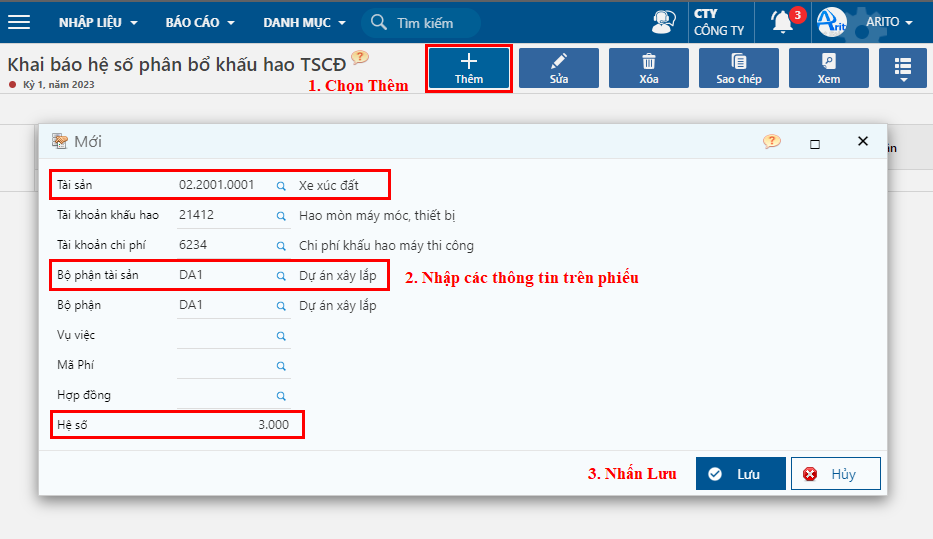 NHẬP LIỆU BÁO CÁO DANH MỤC Tìm kiếm CTY CÔNG TY 3 Arito ARITO
Khai báo hệ số phân bổ khấu hao TSCĐ ?
Kỳ 1, năm 2023
1. Chọn Thêm
Thêm Sửa Xóa Sao chép Xem
Mới ?
Tài sản 02.2001.0001 Xe xúc đất
Tài khoản khấu hao 21412 Hao mòn máy móc, thiết bị
Tài khoản chi phí 6234 Chi phí khấu hao máy thi công
Bộ phận tài sản DA1 Dự án xây lắp 2. Nhập các thông tin trên phiếu
Bộ phận DA1 Dự án xây lắp
Vụ việc
Mã Phí
Hợp đồng
Hệ số 3.000
3. Nhấn Lưu Lưu Hủy